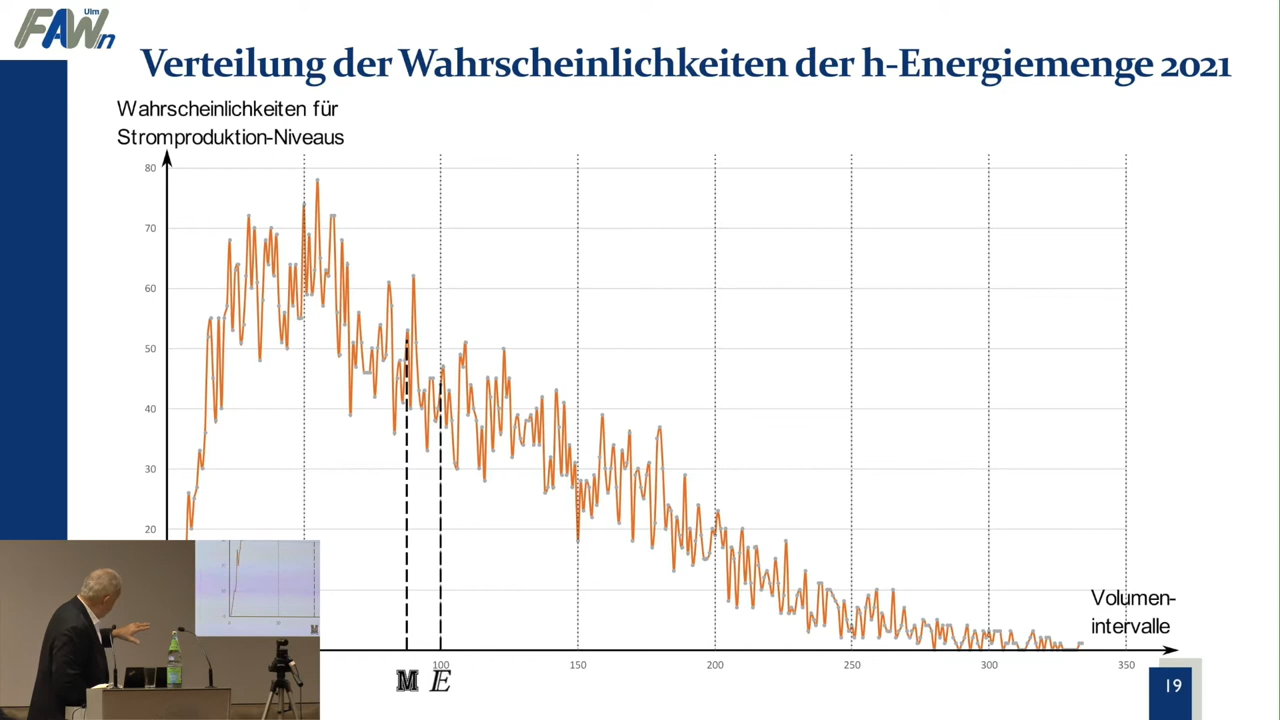 Ulm
FAWn
Verteilung der Wahrscheinlichkeiten der h-Energiemenge 2021
Wahrscheinlichkeiten für
Stromproduktion-Niveaus
80
70
60
50
40
30
20
Volumen-
intervalle
100 150 200 250 300 350
𝕄 E
19